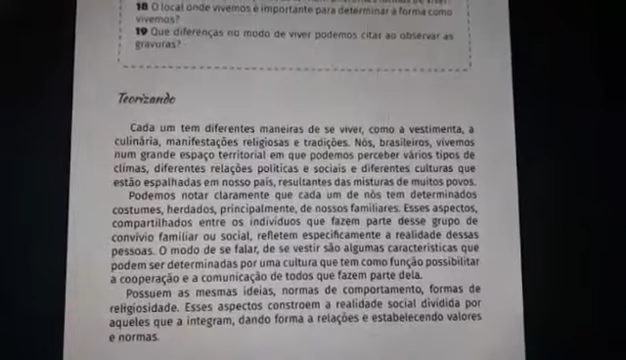 18 O local onde vivemos é importante para determinar a forma como
vivemos?
19 Que diferenças no modo de viver podemos citar ao observar as
gravuras?
Teorizando
Cada um tem diferentes maneiras de se viver, como a vestimenta, a
culinária, manifestações religiosas e tradições. Nós, brasileiros, vivemos
num grande espaço territorial em que podemos perceber vários tipos de
climas, diferentes relações políticas e sociais e diferentes culturas que
estão espalhadas em nosso país, resultantes das misturas de muitos povos.
Podemos notar claramente que cada um de nós tem determinados
costumes, herdados, principalmente, de nossos familiares. Esses aspectos,
compartilhados entre os indivíduos que fazem parte desse grupo de
convívio familiar ou social, refletem especificamente a realidade dessas
pessoas. O modo de se falar, de se vestir são algumas características que
podem ser determinadas por uma cultura que tem como função possibilitar
a cooperação e a comunicação de todos que fazem parte dela.
Possuem as mesmas ideias, normas de comportamento, formas de
religiosidade. Esses aspectos constroem a realidade social dividida por
aqueles que a integram, dando forma a relações e estabelecendo valores
e normas.